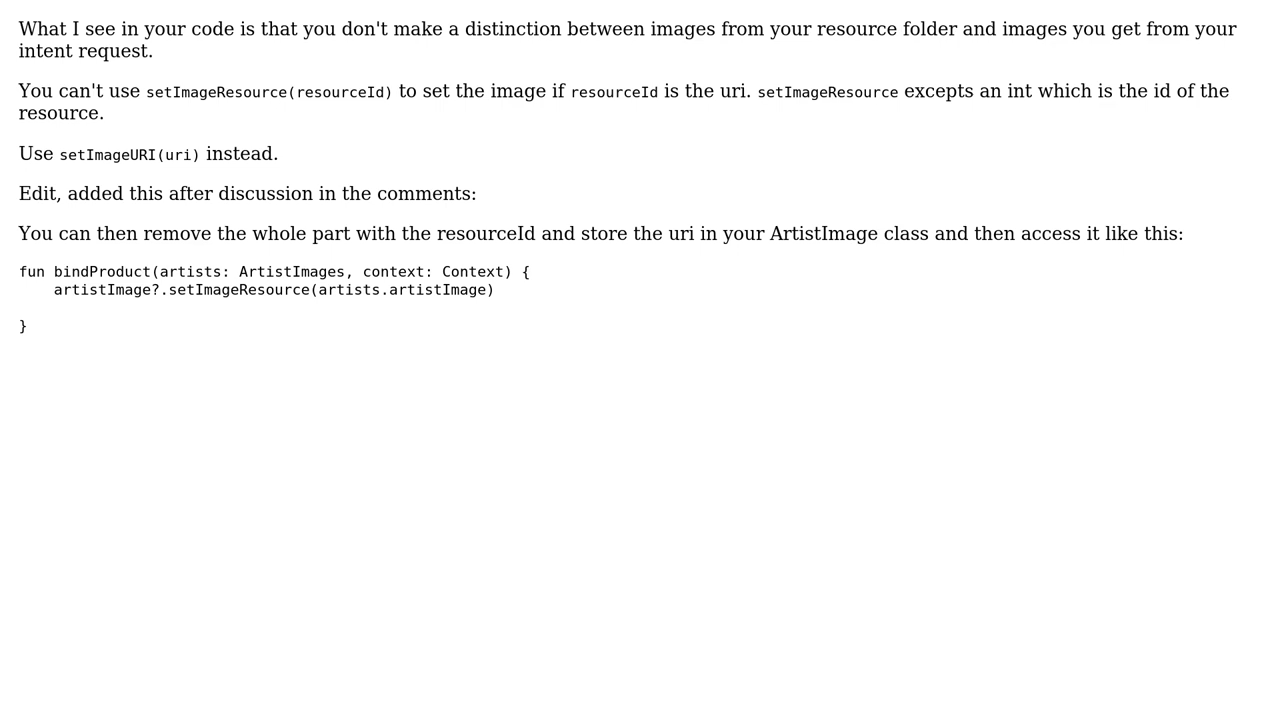 What I see in your code is that you don't make a distinction between images from your resource folder and images you get from your
intent request.
You can't use setImageResource(resourceId) to set the image if resourceId is the uri. setImageResource excepts an int which is the id of the
resource.
Use setImageURI(uri) instead.
Edit, added this after discussion in the comments:
You can then remove the whole part with the resourceId and store the uri in your ArtistImage class and then access it like this:
fun bindProduct(artists: ArtistImages, context: Context) {
    artistImage?.setImageResource(artists.artistImage)
}